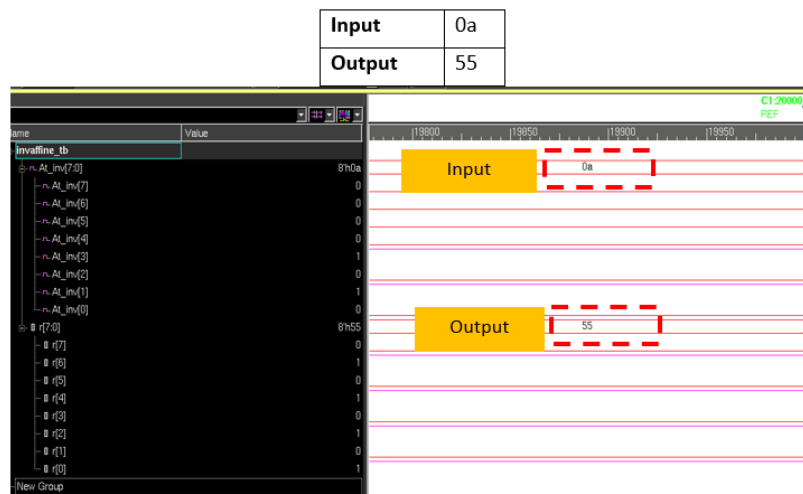 Input 0a
Output 55
C1:20000
REF
Name Value
19800 19850 19900 19950
invaffine_tb
At_inv[7:0] 8'h0a
Input 0a
At_inv[7] 0
At_inv[6] 0
At_inv[5] 0
At_inv[4] 0
At_inv[3] 1
At_inv[2] 0
At_inv[1] 1
At_inv[0] 0
r[7:0] 8'h55
Output 55
r[7] 0
r[6] 1
r[5] 0
r[4] 1
r[3] 0
r[2] 1
r[1] 0
r[0] 1
New Group